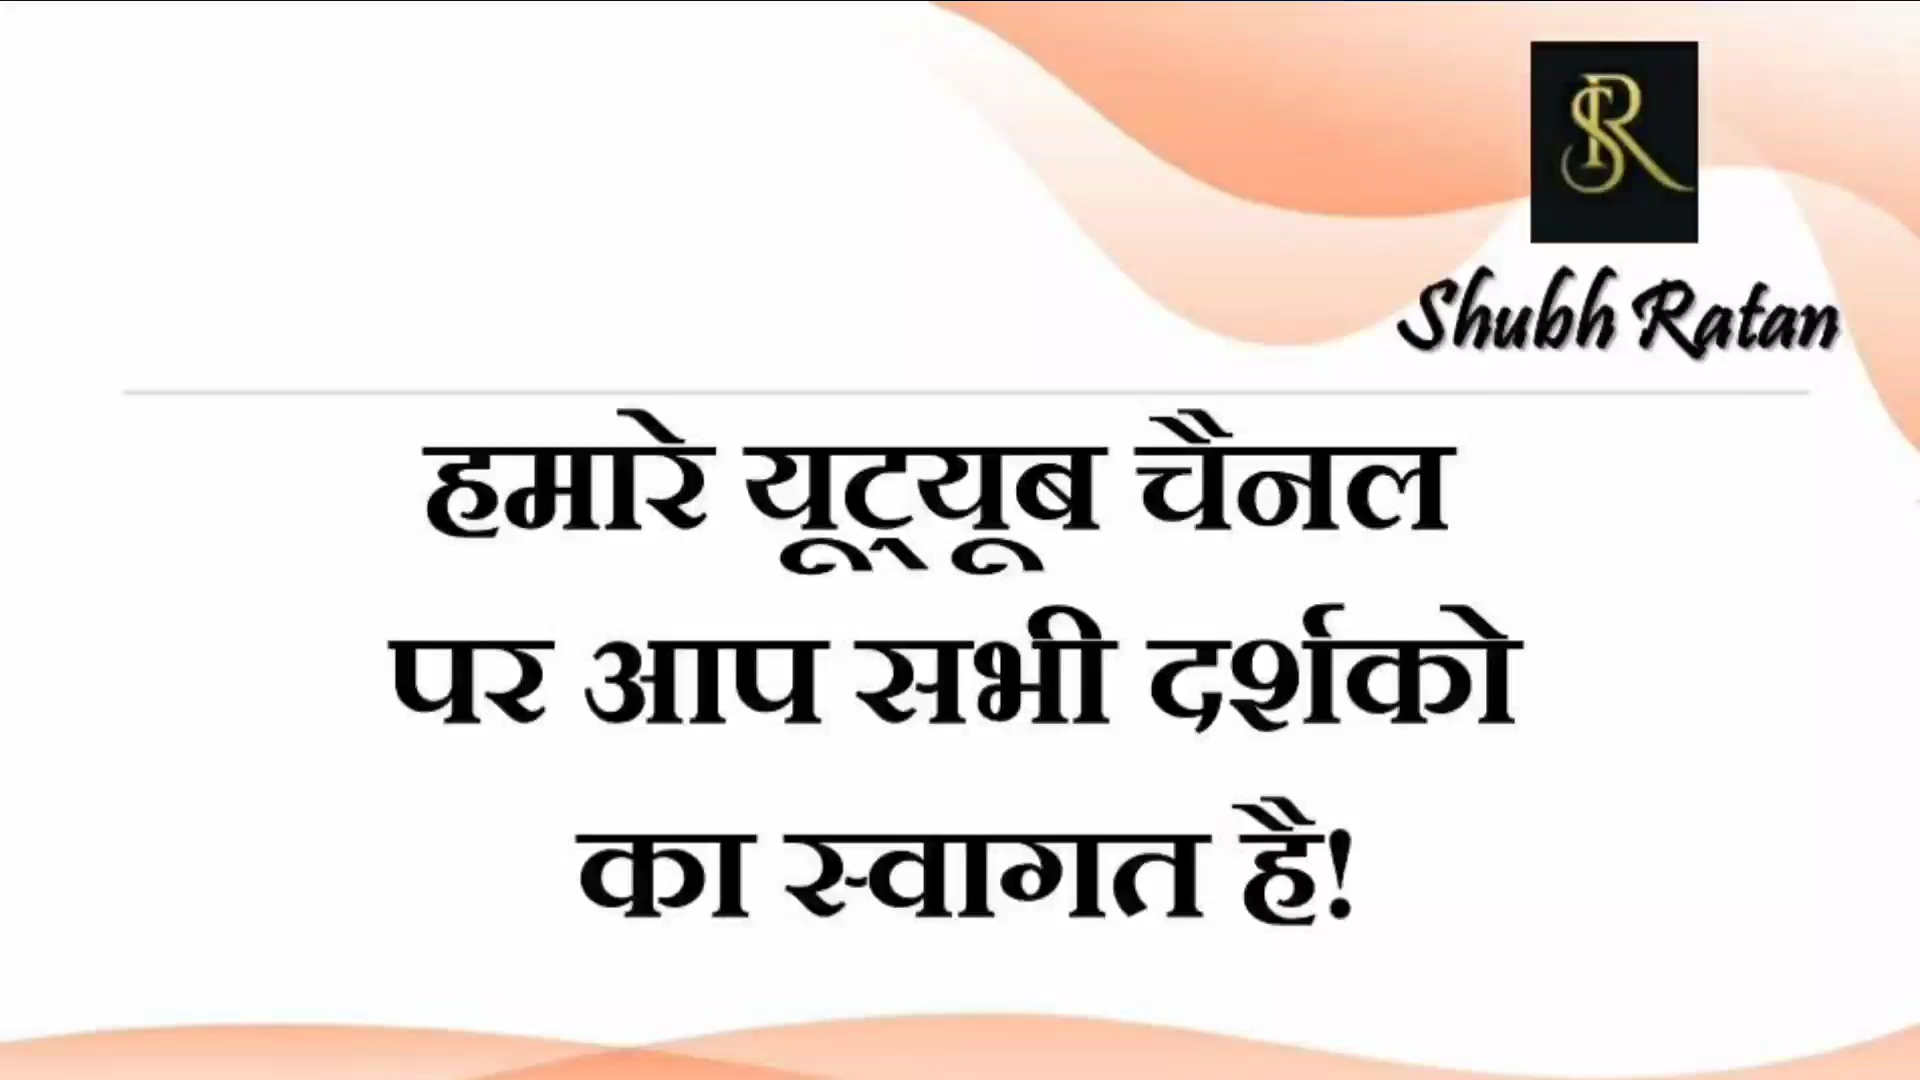 SR
Shubh Ratan
हमारे यूट्यूब चैनल
पर आप सभी दर्शको
का स्वागत है!